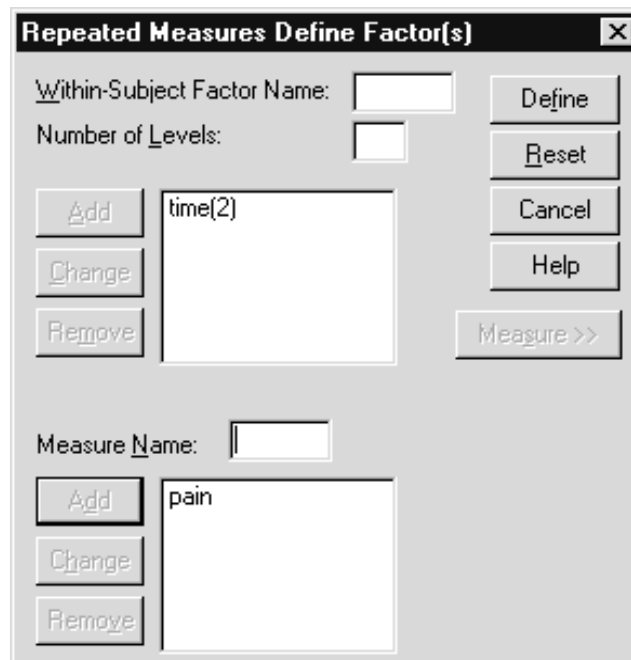 Repeated Measures Define Factor(s)
Within-Subject Factor Name:
Define
Number of Levels:
Reset
Add
time(2)
Cancel
Change
Help
Remove
Measure >>
Measure Name:
Add
pain
Change
Remove